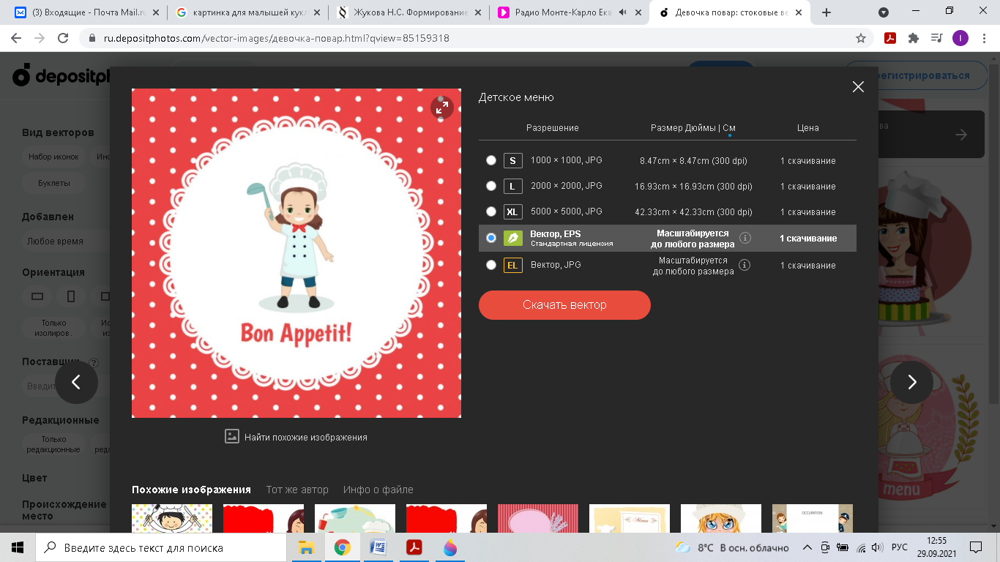 (3) Входящие - Почта Mail.ru
картинка для малышей кукл
Жукова Н.С. Формирование
Радио Монте-Карло Ека
Девочка повар: стоковые ве
ru.depositphotos.com/vector-images/девочка-повар.html?qview=85159318
I
depositph
регистрироваться
Вид векторов
Набор иконок
Буклеты
Добавлен
Любое время
Ориентация
Только
изолиров.
Поставщик ?
Редакционные
Только
редакционные
Цвет
Происхождение
место
Bon Appetit!
Найти похожие изображения
Детское меню
Разрешение Размер Дюймы | См Цена
S 1000 × 1000, JPG 8.47cm × 8.47cm (300 dpi) 1 скачивание
L 2000 × 2000, JPG 16.93cm × 16.93cm (300 dpi) 1 скачивание
XL 5000 × 5000, JPG 42.33cm × 42.33cm (300 dpi) 1 скачивание
Вектор, EPS Масштабируется 1 скачивание
Стандартная лицензия до любого размера
EL Вектор, JPG Масштабируется 1 скачивание
до любого размера
Скачать вектор
menu
Похожие изображения Тот же автор Инфо о файле
Menu
OCCUPATION
Введите здесь текст для поиска
8°C В осн. облачно
РУС
12:55
29.09.2021